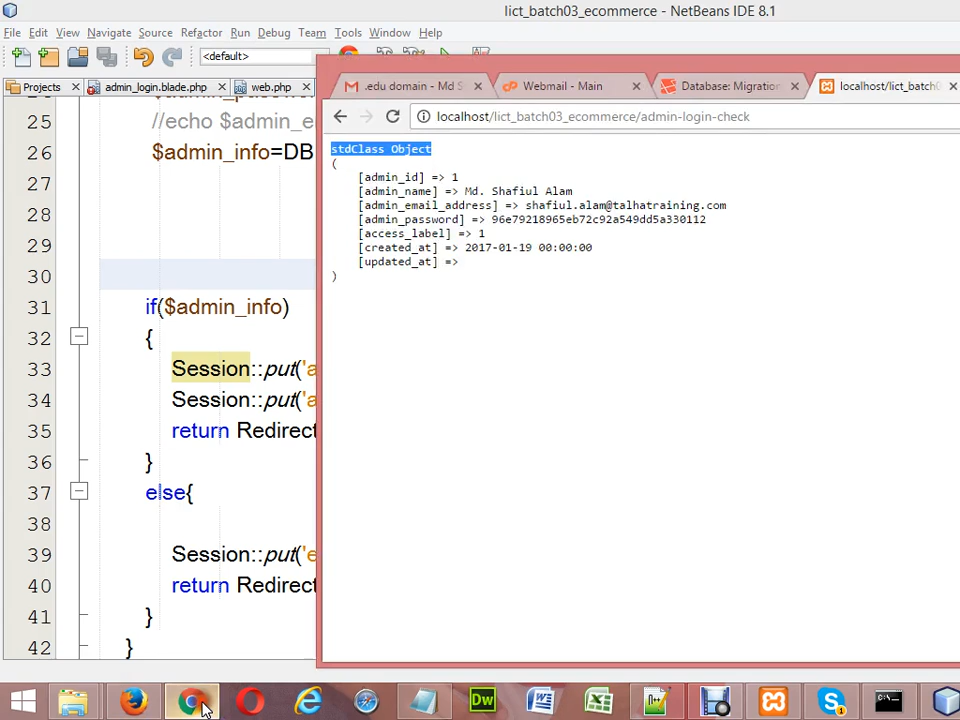 lict_batch03_ecommerce - NetBeans IDE 8.1
File Edit View Navigate Source Refactor Run Debug Team Tools Window Help
<default>
Projects × admin_login.blade.php × web.php ×
.edu domain - Md S × Webmail - Main × Database: Migration × localhost/lict_batch0 ×
localhost/lict_batch03_ecommerce/admin-login-check
25 //echo $admin_e
26 $admin_info=DB
27
28
29
30
31 if($admin_info)
32 {
33 Session::put('a
34 Session::put('a
35 return Redirect
36 }
37 else{
38
39 Session::put('e
40 return Redirect
41 }
42 }
stdClass Object
(
[admin_id] => 1
[admin_name] => Md. Shafiul Alam
[admin_email_address] => shafiul.alam@talhatraining.com
[admin_password] => 96e79218965eb72c92a549dd5a330112
[access_label] => 1
[created_at] => 2017-01-19 00:00:00
[updated_at] =>
)
Dw